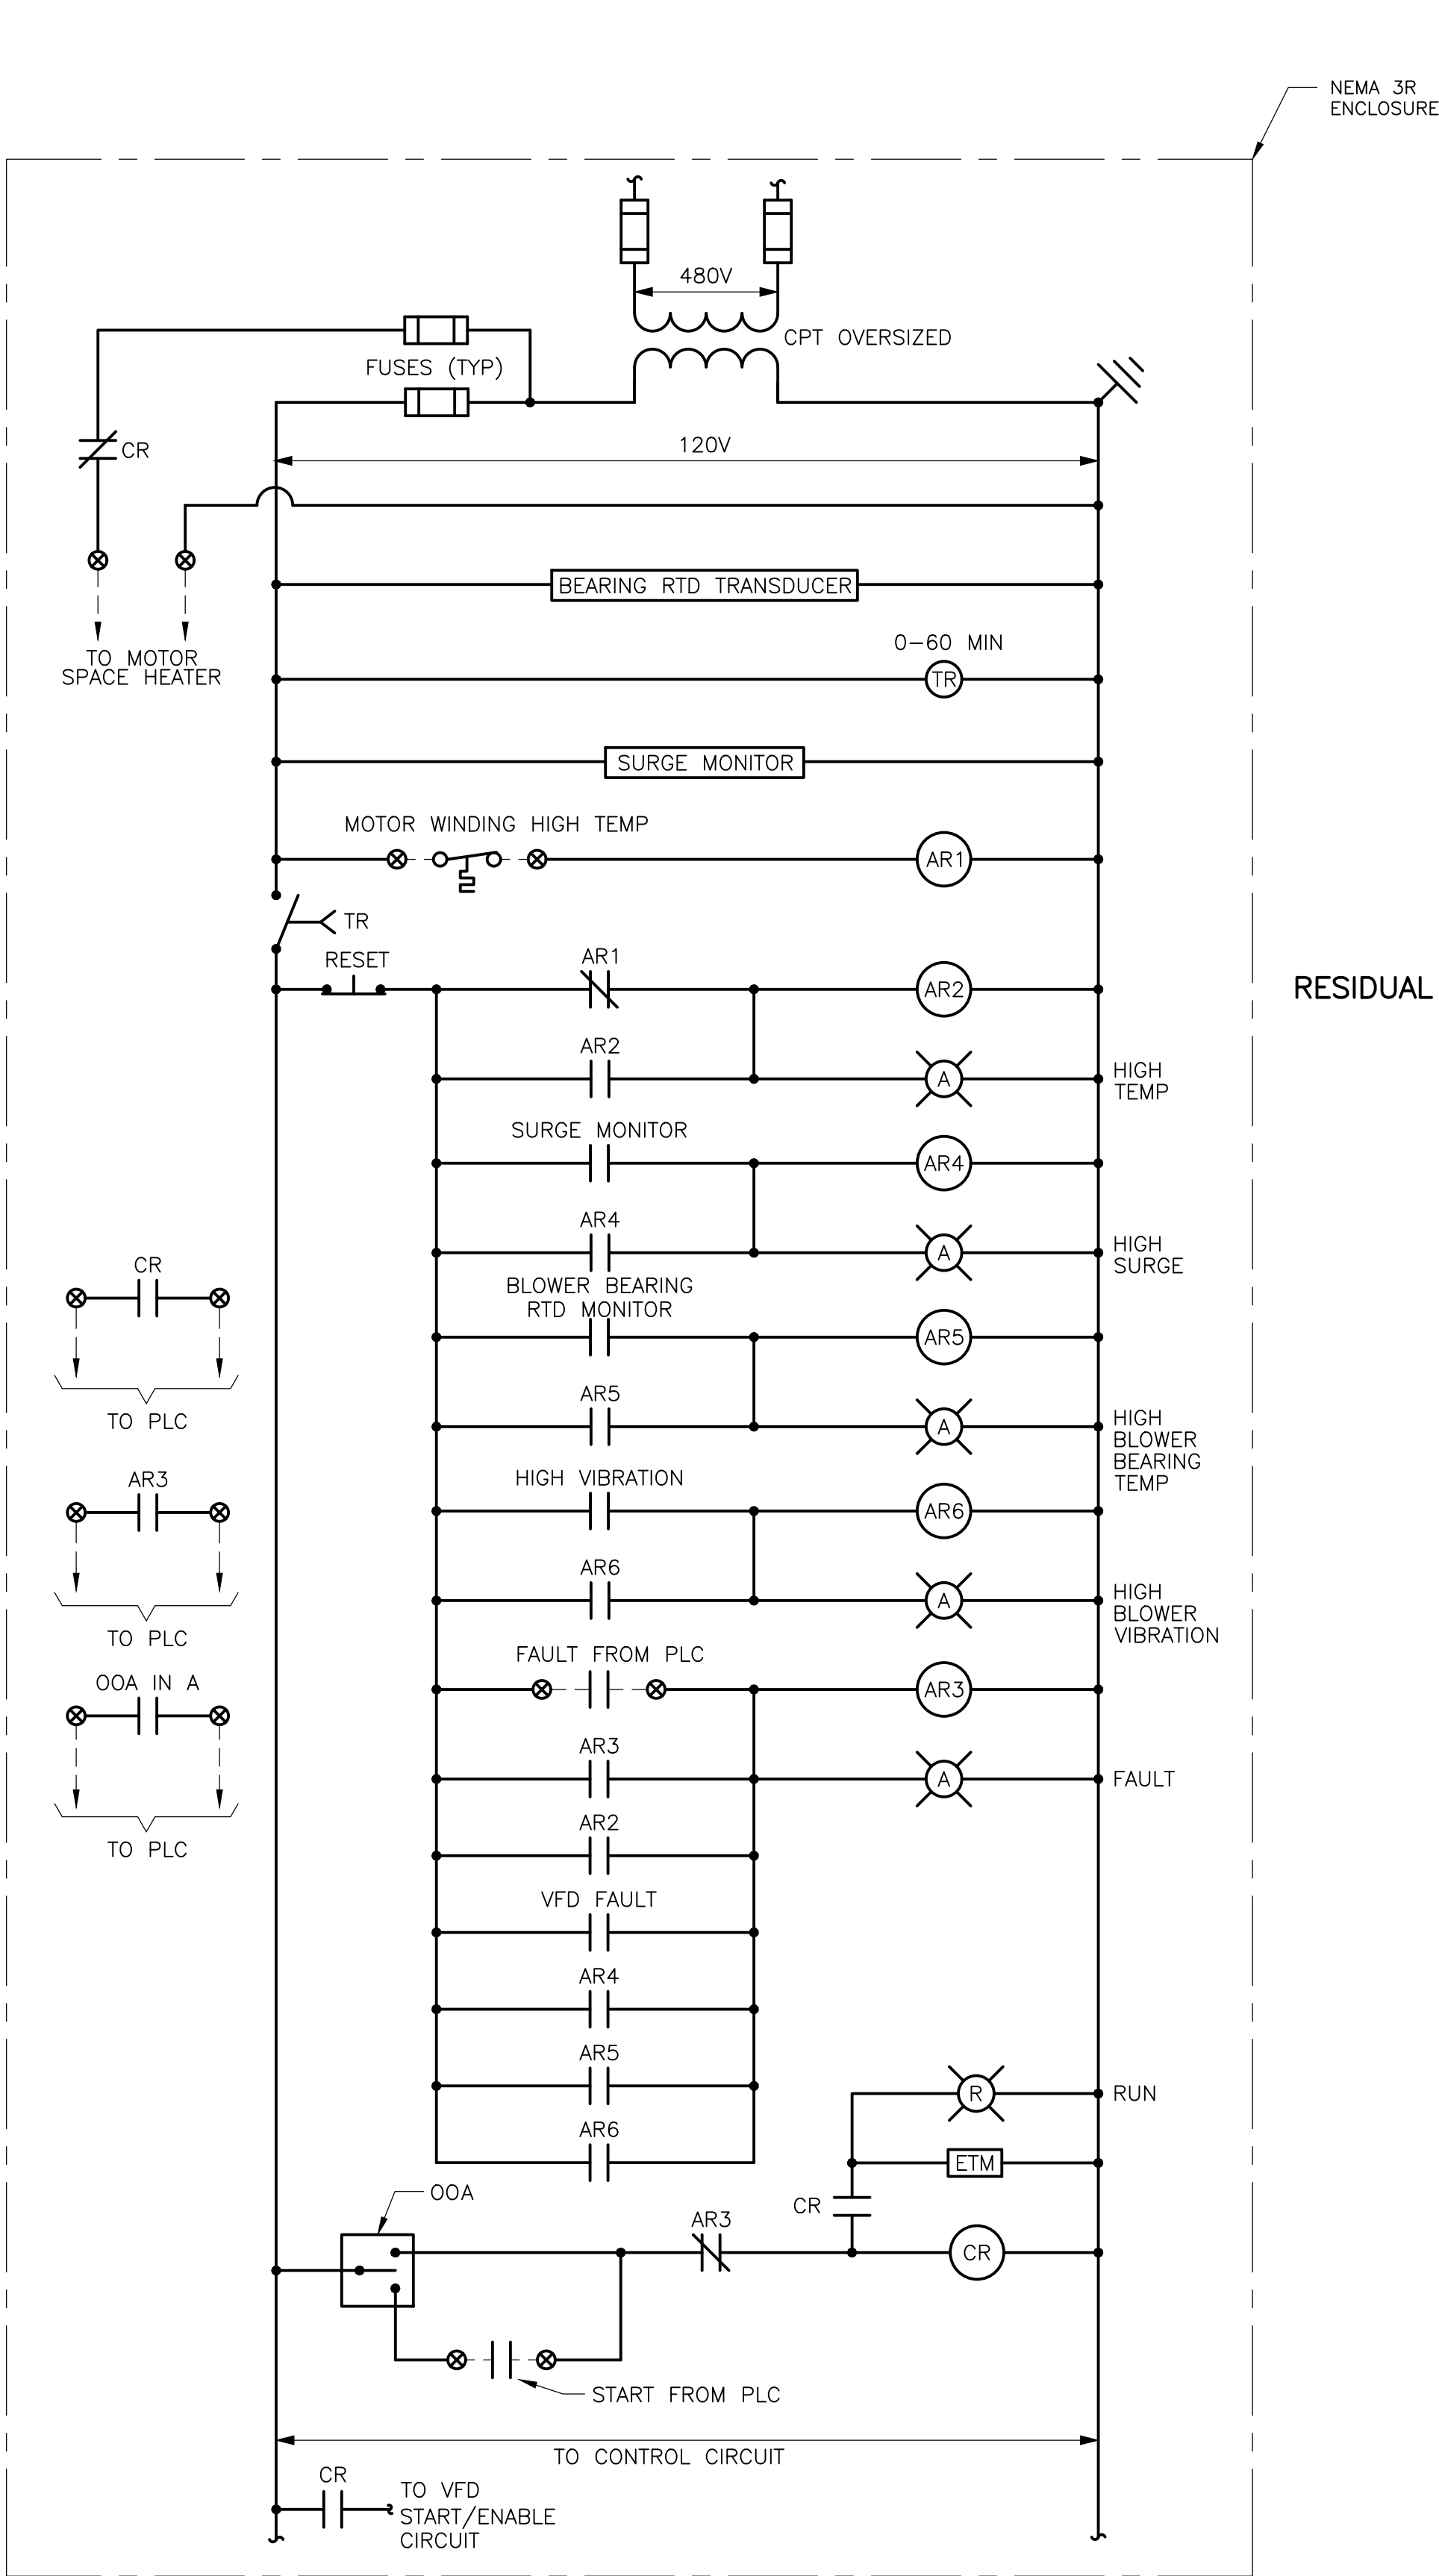 NEMA 3R
ENCLOSURE
480V
CPT OVERSIZED
FUSES (TYP)
120V
CR
BEARING RTD TRANSDUCER
0-60 MIN
TO MOTOR
SPACE HEATER
TR
SURGE MONITOR
MOTOR WINDING HIGH TEMP
AR1
TR
RESET
AR1
AR2
RESIDUAL
AR2
A
HIGH
TEMP
SURGE MONITOR
AR4
AR4
A
HIGH
SURGE
CR
TO PLC
BLOWER BEARING
RTD MONITOR
AR5
AR5
A
HIGH
BLOWER
BEARING
TEMP
AR3
TO PLC
HIGH VIBRATION
AR6
AR6
A
HIGH
BLOWER
VIBRATION
OOA IN A
TO PLC
FAULT FROM PLC
AR3
AR3
A
FAULT
AR2
VFD FAULT
AR4
AR5
R
RUN
AR6
ETM
OOA
CR
AR3
CR
START FROM PLC
TO CONTROL CIRCUIT
CR
TO VFD
START/ENABLE
CIRCUIT